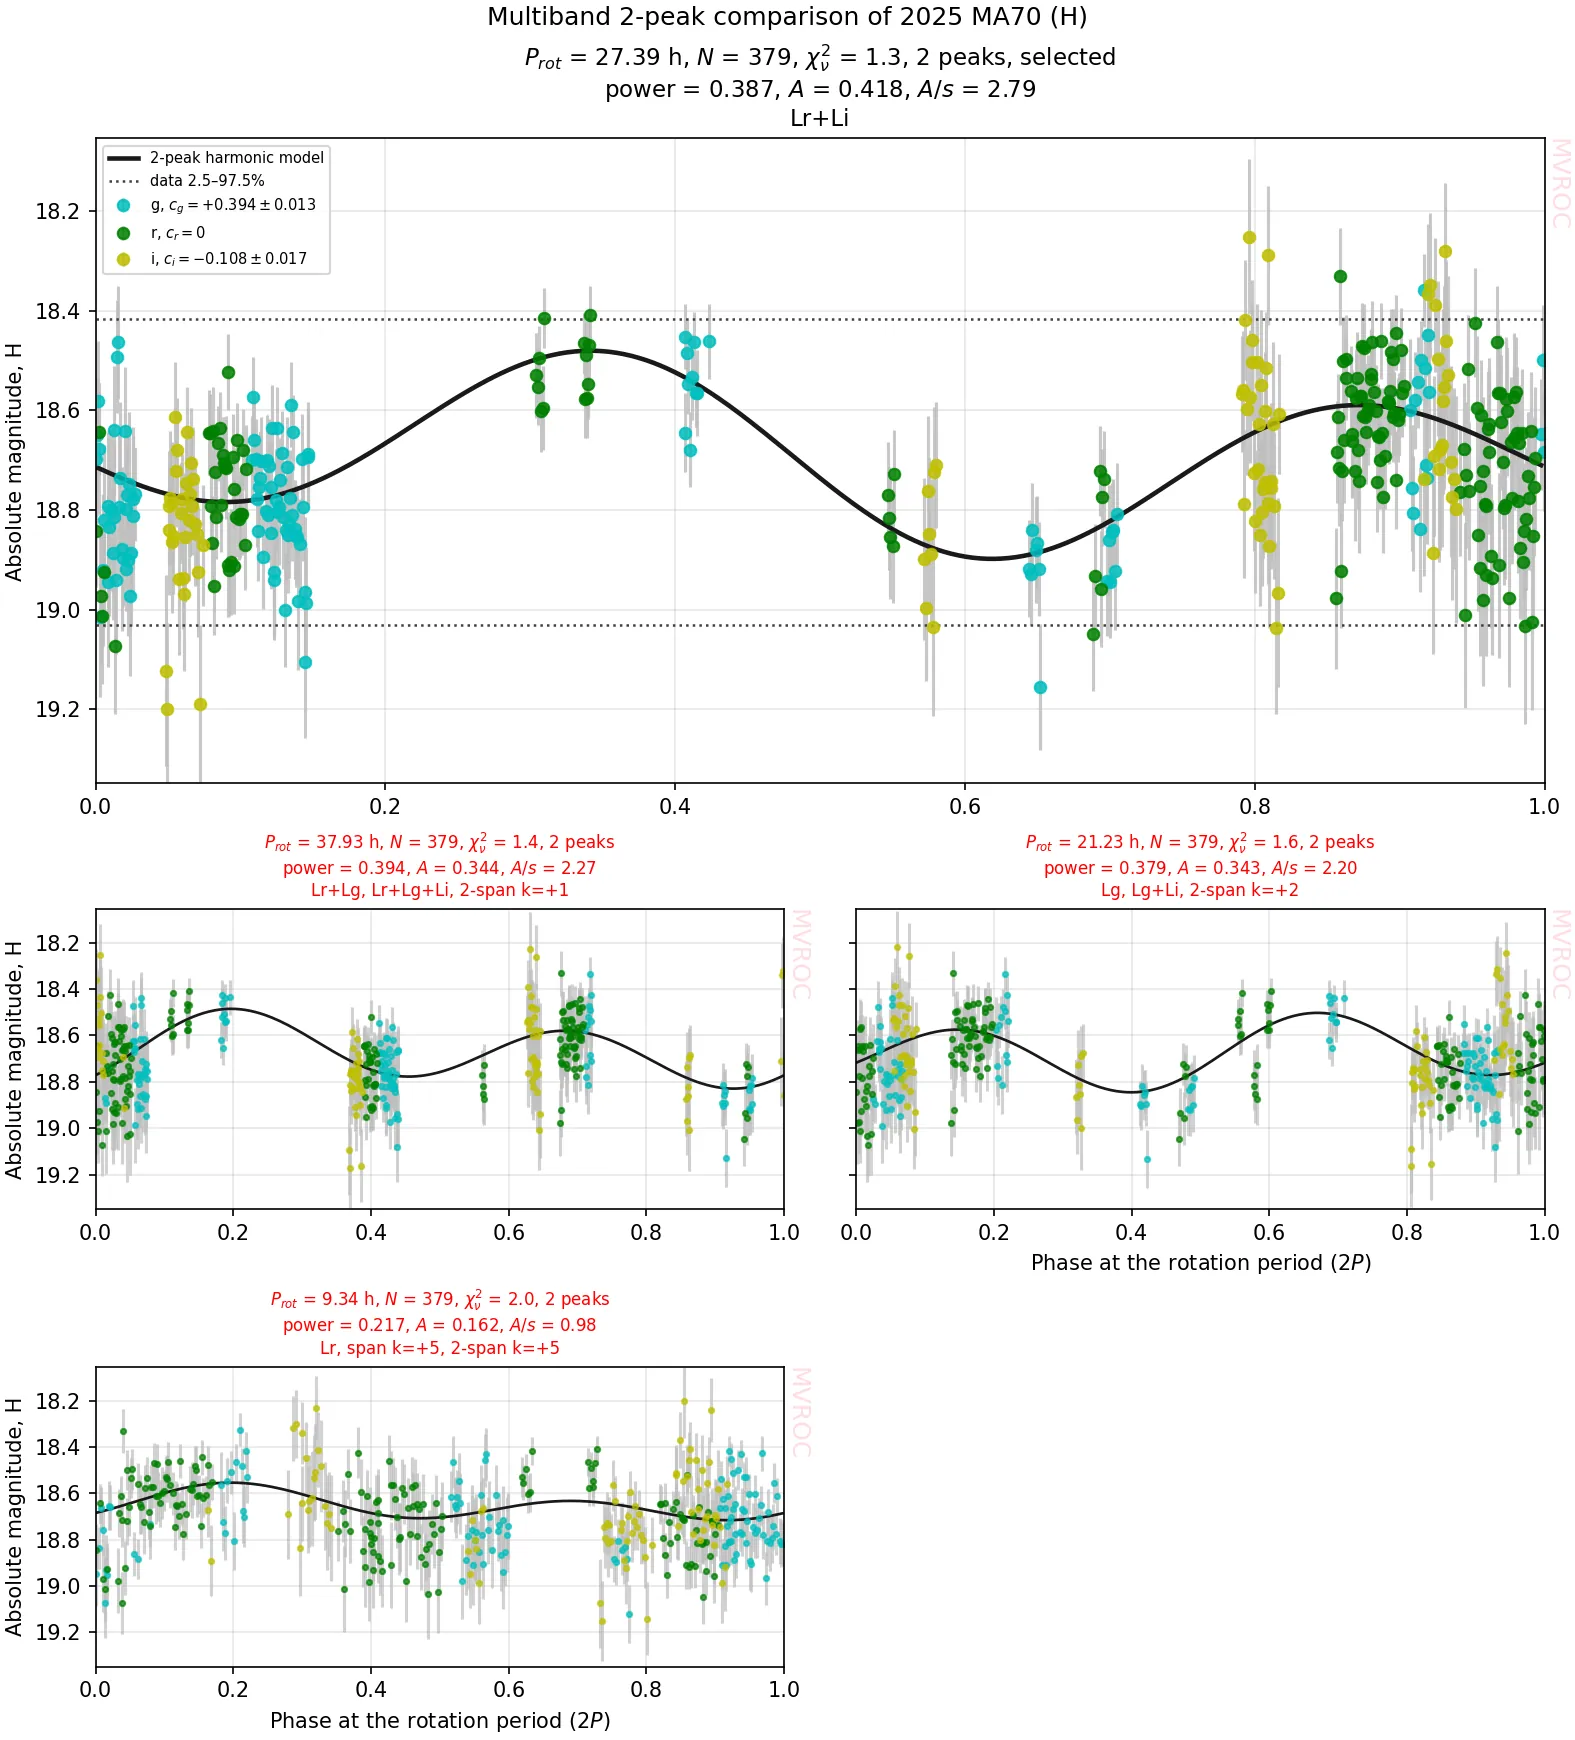 Multiband 2-peak comparison of 2025 MA70 (H)
P_rot = 27.39 h, N = 379, χ²_ν = 1.3, 2 peaks, selected
power = 0.387, A = 0.418, A/s = 2.79
Lr+Li
2-peak harmonic model
data 2.5–97.5%
g, c_g = +0.394 ± 0.013
r, c_r = 0
i, c_i = −0.108 ± 0.017
Absolute magnitude, H
18.2
18.4
18.6
18.8
19.0
19.2
0.0 0.2 0.4 0.6 0.8 1.0
MVROC
P_rot = 37.93 h, N = 379, χ²_ν = 1.4, 2 peaks
power = 0.394, A = 0.344, A/s = 2.27
Lr+Lg, Lr+Lg+Li, 2-span k=+1
Absolute magnitude, H
18.2
18.4
18.6
18.8
19.0
19.2
0.0 0.2 0.4 0.6 0.8 1.0
MVROC
P_rot = 21.23 h, N = 379, χ²_ν = 1.6, 2 peaks
power = 0.379, A = 0.343, A/s = 2.20
Lg, Lg+Li, 2-span k=+2
0.0 0.2 0.4 0.6 0.8 1.0
Phase at the rotation period (2P)
MVROC
P_rot = 9.34 h, N = 379, χ²_ν = 2.0, 2 peaks
power = 0.217, A = 0.162, A/s = 0.98
Lr, span k=+5, 2-span k=+5
Absolute magnitude, H
18.2
18.4
18.6
18.8
19.0
19.2
0.0 0.2 0.4 0.6 0.8 1.0
Phase at the rotation period (2P)
MVROC